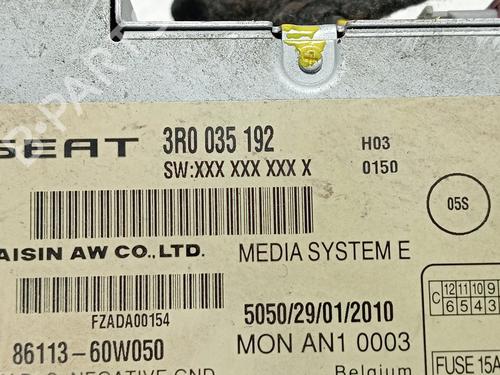 SEAT 3R0 035 192 H03
SW:XXX XXX XXX X 0150
05S
AISIN AW CO.,LTD. MEDIA SYSTEM E
FZADA00154 5050/29/01/2010
86113-60W050 MON AN1 0003
NEGATIVE GND Belgium
C 12 11 10 9
6 5 4 3
FUSE 15A
B-PARTS